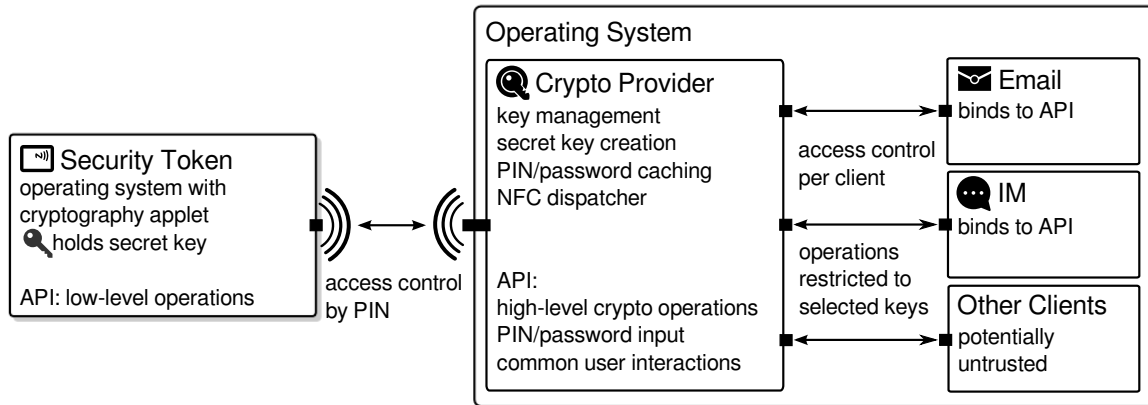 Operating System
Security Token
operating system with
cryptography applet
holds secret key
API: low-level operations
access control
by PIN
Crypto Provider
key management
secret key creation
PIN/password caching
NFC dispatcher
API:
high-level crypto operations
PIN/password input
common user interactions
access control
per client
operations
restricted to
selected keys
Email
binds to API
IM
binds to API
Other Clients
potentially
untrusted